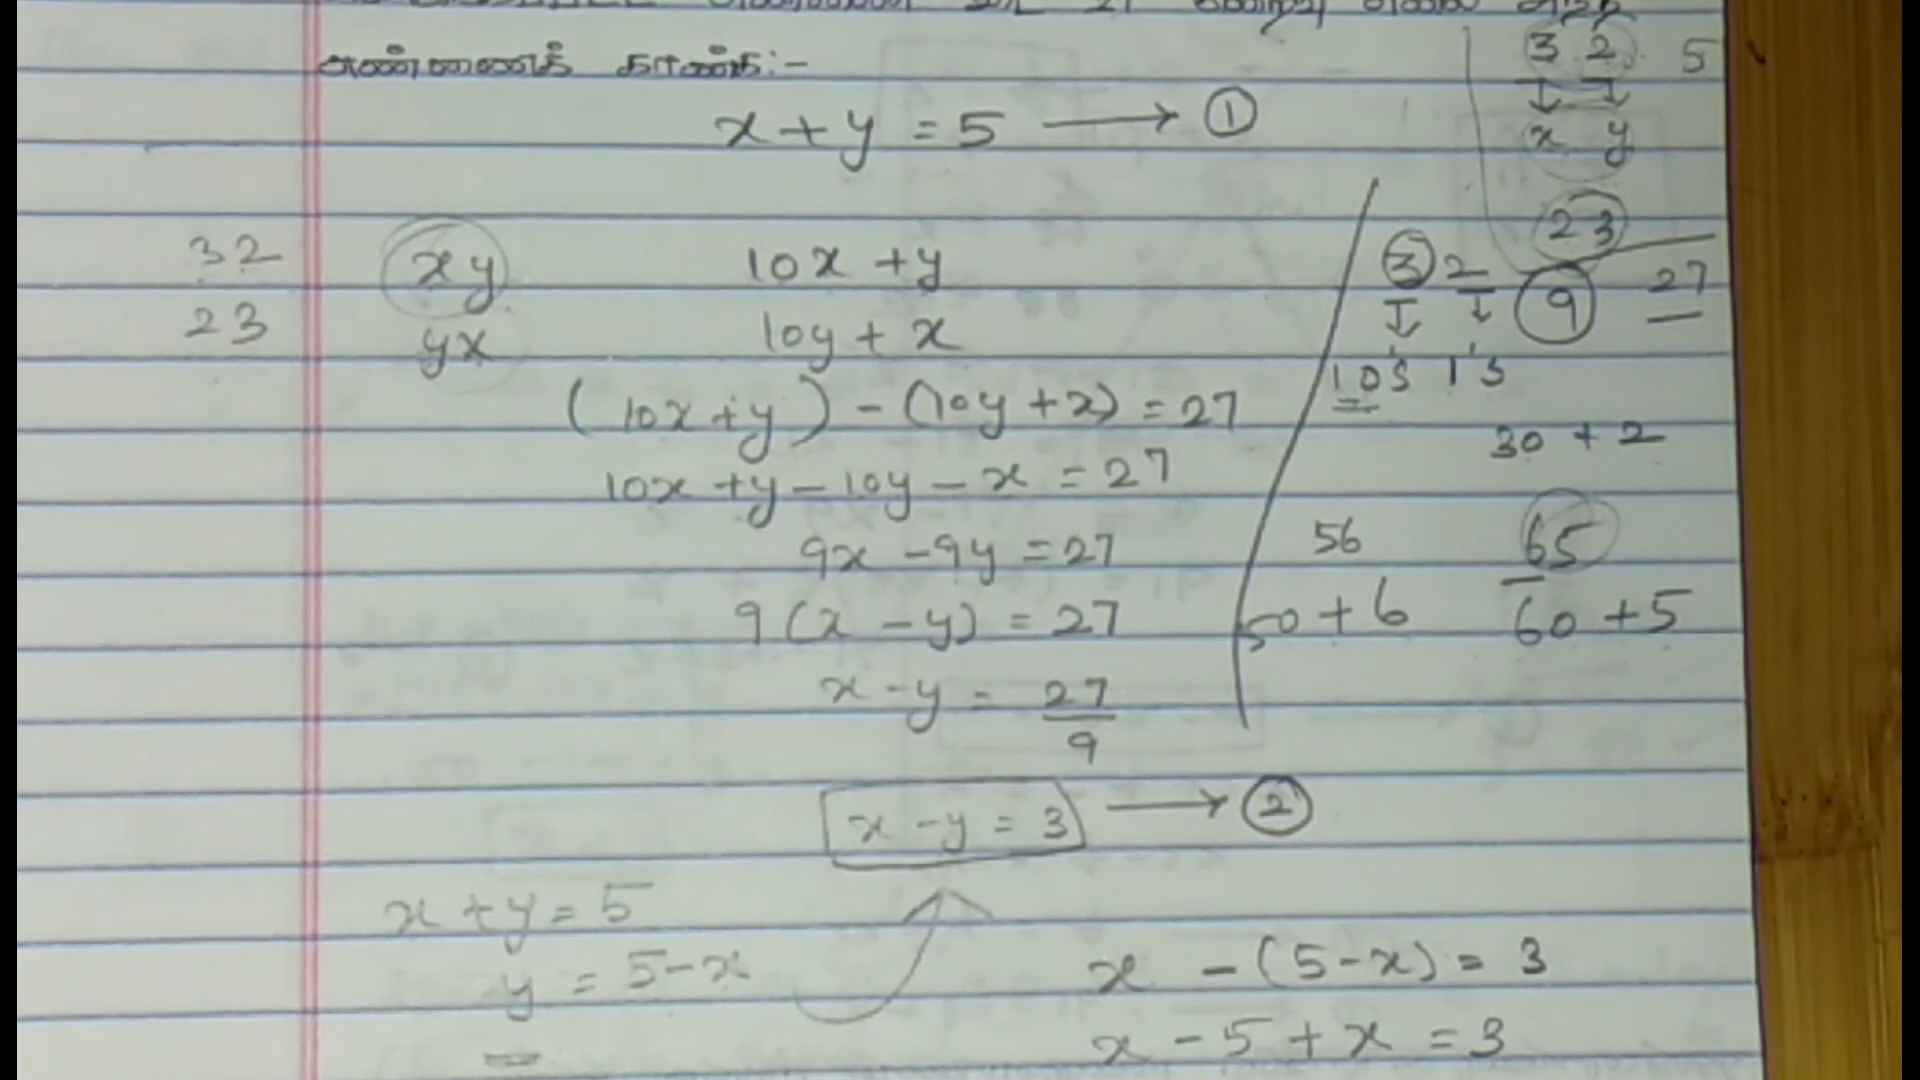 எண்ணைக் காண்க:-
x + y = 5 → ①
32 xy 10x + y
23 yx 10y + x
(10x + y) - (10y + x) = 27
10x + y - 10y - x = 27
9x - 9y = 27
9(x - y) = 27
x - y = 27/9
x - y = 3 → ②
x + y = 5
y = 5 - x
x - (5 - x) = 3
x - 5 + x = 3
3 2 5
↓ ↓
x y
23
3 2 9 27
↓ ↓
10's 1's
30 + 2
56 65
50 + 6 60 + 5